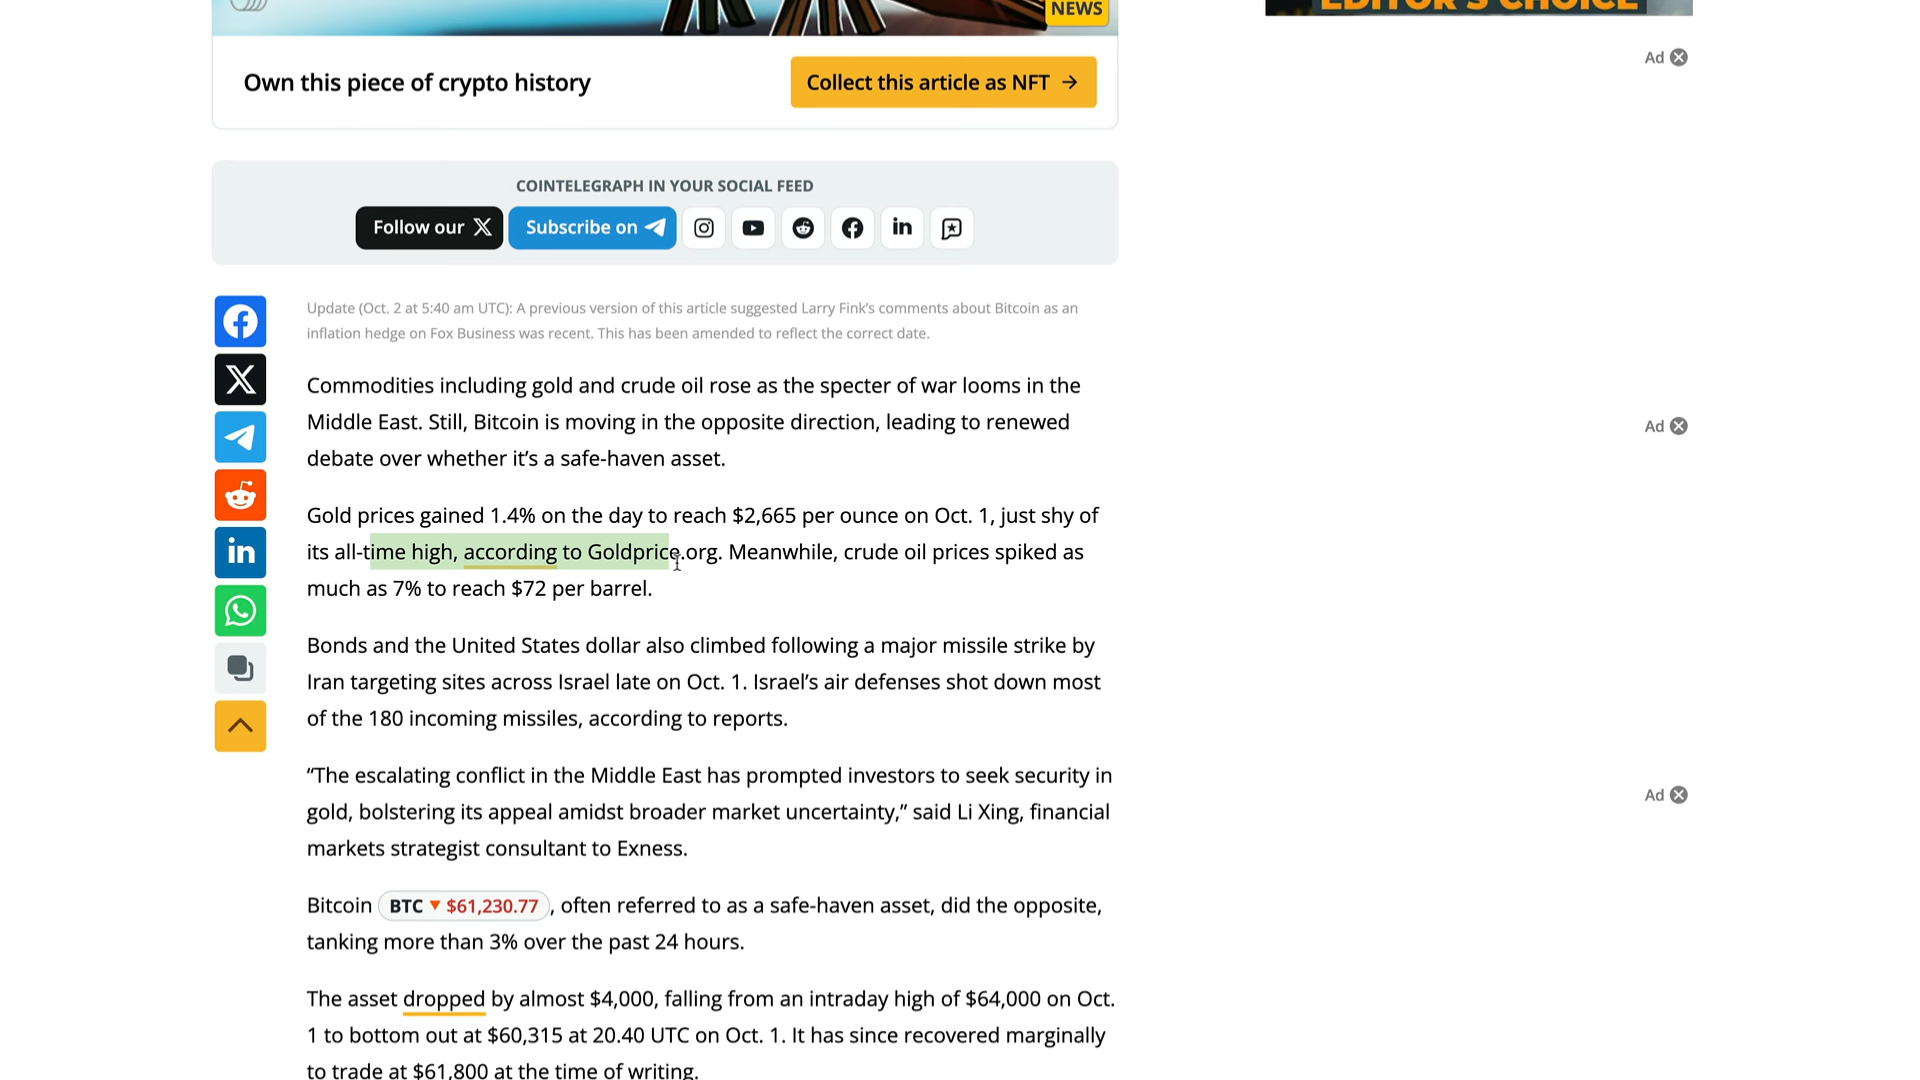 EDITOR'S CHOICE
NEWS
Ad
Own this piece of crypto history
Collect this article as NFT →
COINTELEGRAPH IN YOUR SOCIAL FEED
Follow our X
Subscribe on
in
Update (Oct. 2 at 5:40 am UTC): A previous version of this article suggested Larry Fink’s comments about Bitcoin as an
inflation hedge on Fox Business was recent. This has been amended to reflect the correct date.
Commodities including gold and crude oil rose as the specter of war looms in the
Middle East. Still, Bitcoin is moving in the opposite direction, leading to renewed
debate over whether it’s a safe-haven asset.
Ad
Gold prices gained 1.4% on the day to reach $2,665 per ounce on Oct. 1, just shy of
its all-time high, according to Goldprice.org. Meanwhile, crude oil prices spiked as
much as 7% to reach $72 per barrel.
in
Bonds and the United States dollar also climbed following a major missile strike by
Iran targeting sites across Israel late on Oct. 1. Israel’s air defenses shot down most
of the 180 incoming missiles, according to reports.
“The escalating conflict in the Middle East has prompted investors to seek security in
gold, bolstering its appeal amidst broader market uncertainty,” said Li Xing, financial
markets strategist consultant to Exness.
Ad
Bitcoin BTC ▼ $61,230.77 , often referred to as a safe-haven asset, did the opposite,
tanking more than 3% over the past 24 hours.
The asset dropped by almost $4,000, falling from an intraday high of $64,000 on Oct.
1 to bottom out at $60,315 at 20.40 UTC on Oct. 1. It has since recovered marginally
to trade at $61,800 at the time of writing.